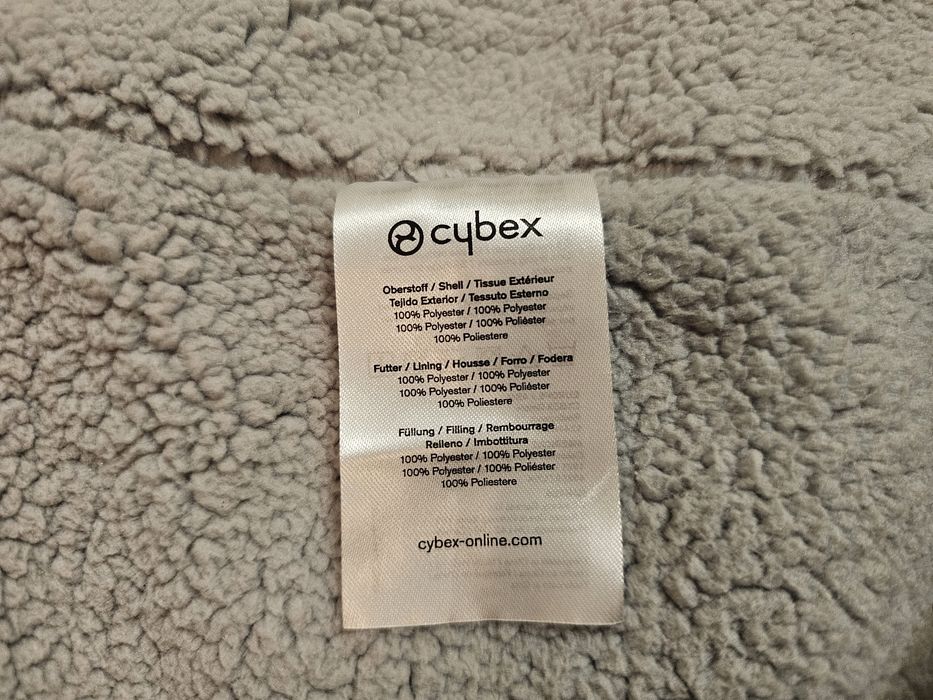 cybex
Oberstoff / Shell / Tissue Extérieur
Tejido Exterior / Tessuto Esterno
100% Polyester / 100% Polyester
100% Polyester / 100% Poliéster
100% Poliestere
Futter / Lining / Housse / Forro / Fodera
100% Polyester / 100% Polyester
100% Polyester / 100% Poliéster
100% Poliestere
Füllung / Filling / Rembourrage
Relleno / Imbottitura
100% Polyester / 100% Polyester
100% Polyester / 100% Poliéster
100% Poliestere
cybex-online.com